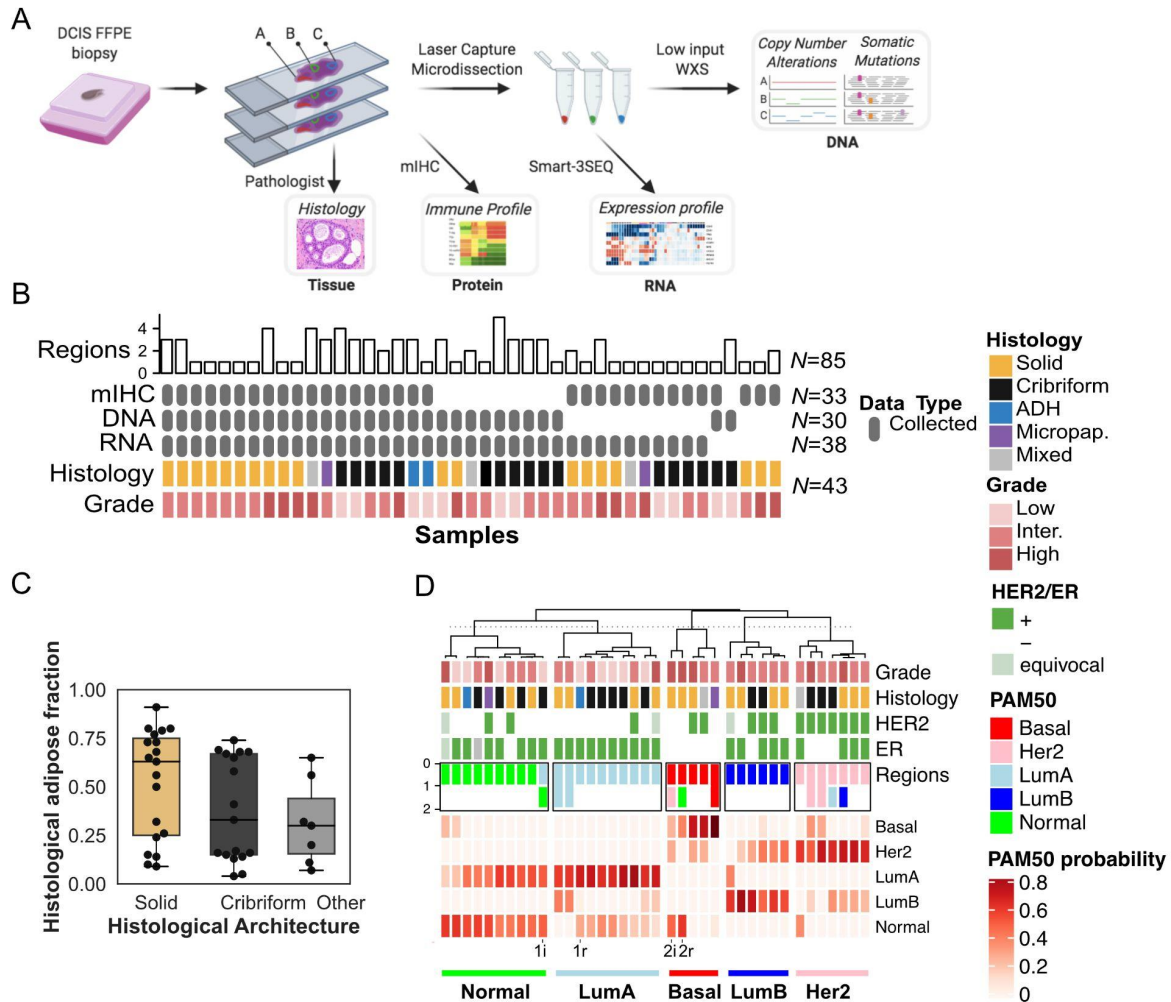 A
DCIS FFPE
biopsy
A B C
Laser Capture
Microdissection
Low input
WXS
Copy Number
Alterations
Somatic
Mutations
A
B
C
DNA
Pathologist
mIHC
Smart-3SEQ
Histology
Immune Profile
Expression profile
Tissue
Protein
RNA
B
Regions
4
2
0
N=85
mIHC
N=33
DNA
N=30
RNA
N=38
Histology
N=43
Grade
Samples
Data Type
Collected
Histology
Solid
Cribriform
ADH
Micropap.
Mixed
Grade
Low
Inter.
High
HER2/ER
+
–
equivocal
PAM50
Basal
Her2
LumA
LumB
Normal
PAM50 probability
0.8
0.6
0.4
0.2
0
C
Histological adipose fraction
1.00
0.75
0.50
0.25
0.00
Solid Cribriform Other
Histological Architecture
D
Grade
Histology
HER2
ER
0
1
2
Regions
Basal
Her2
LumA
LumB
Normal
1i 1r 2i 2r
Normal LumA Basal LumB Her2